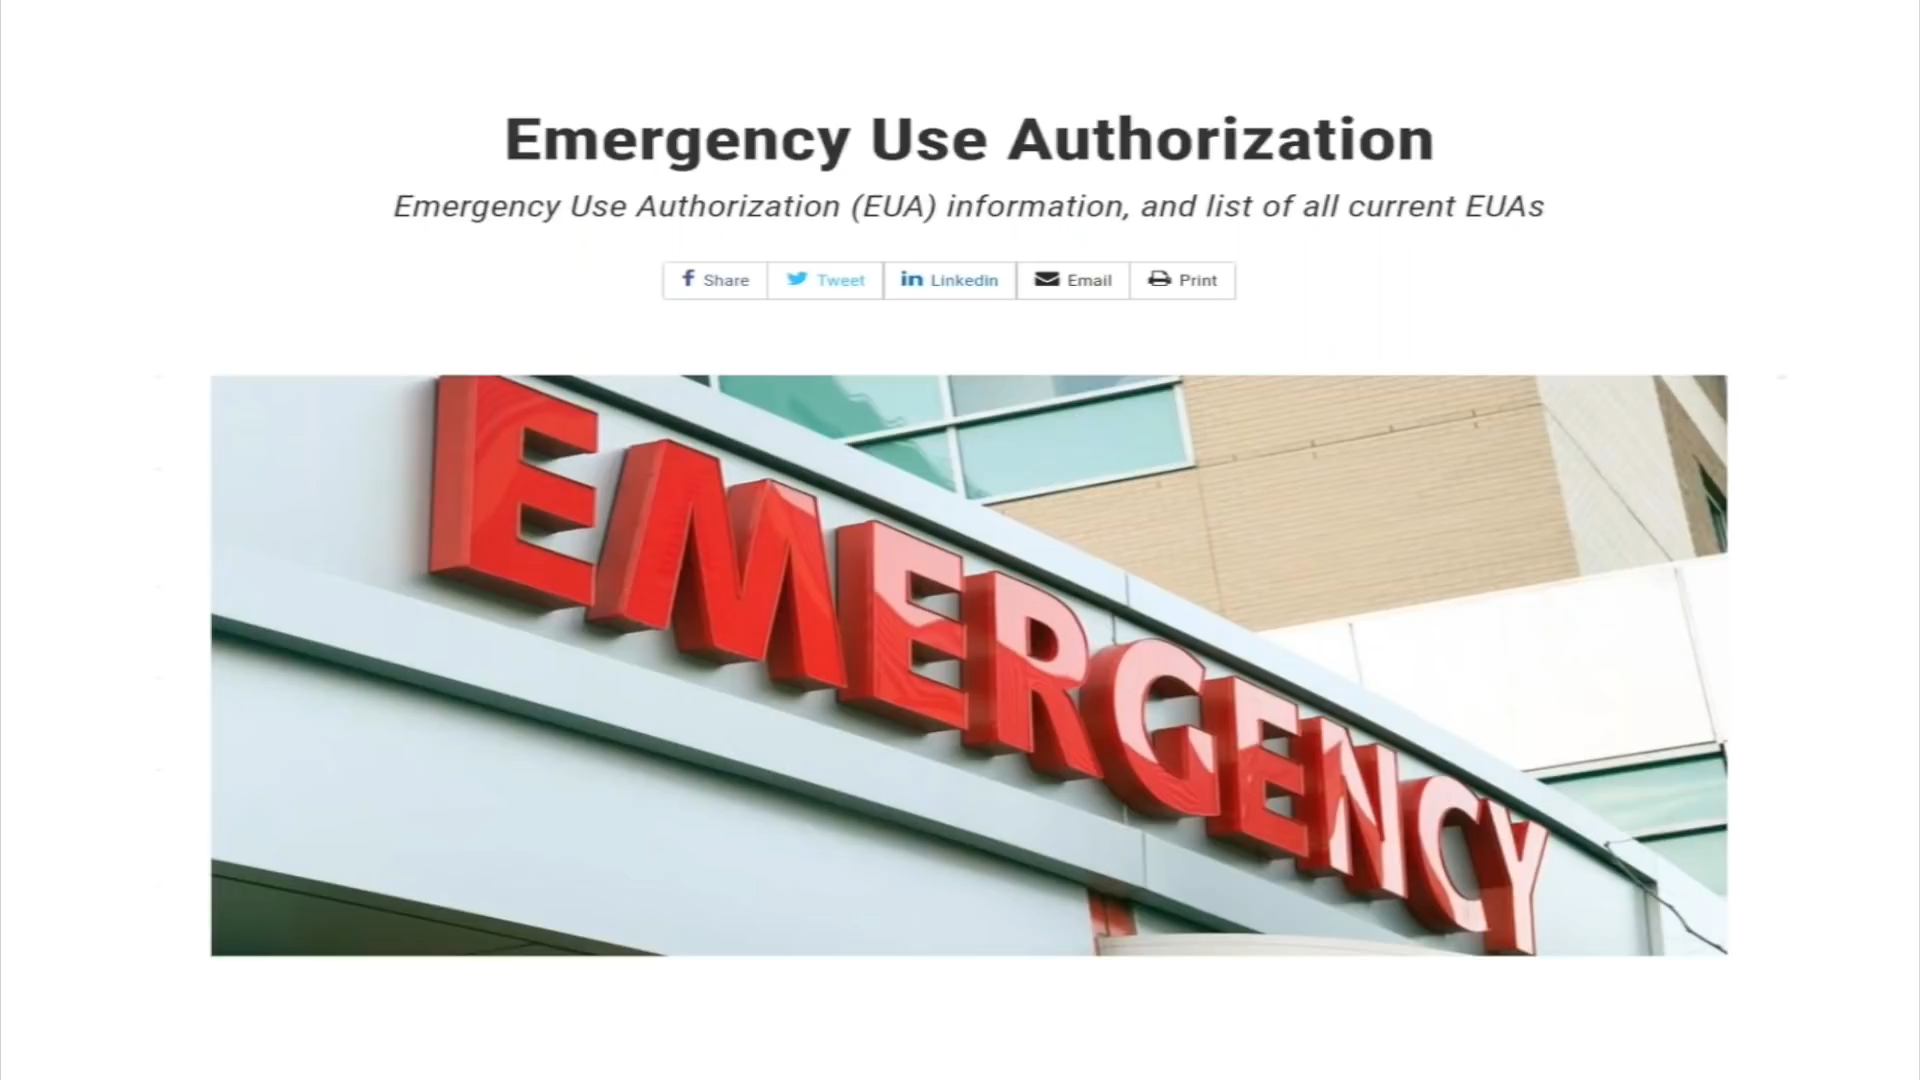 Emergency Use Authorization
Emergency Use Authorization (EUA) information, and list of all current EUAs
Share Tweet Linkedin Email Print
EMERGENCY